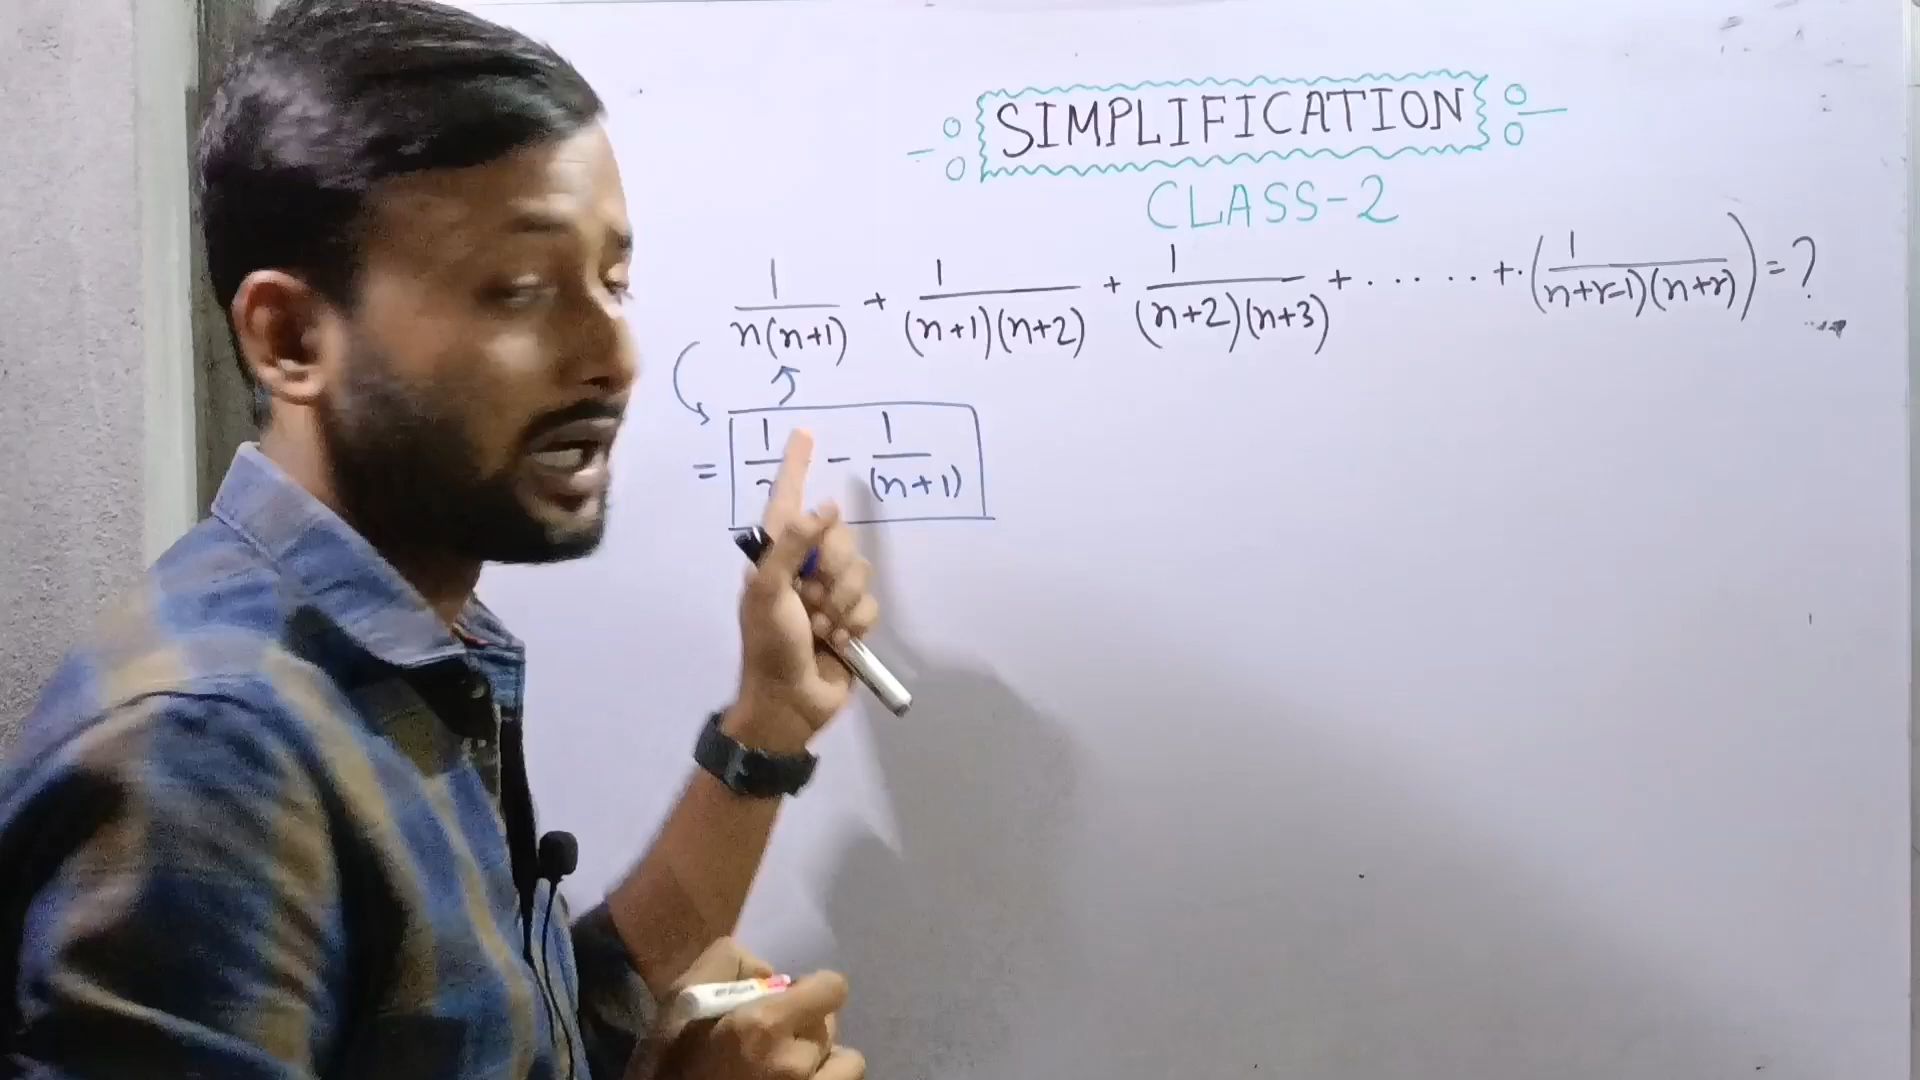 SIMPLIFICATION
CLASS-2
1/n(n+1) + 1/(n+1)(n+2) + 1/(n+2)(n+3) + ...... + (1/(n+r-1)(n+r)) = ?
= 1/ - 1/(n+1)